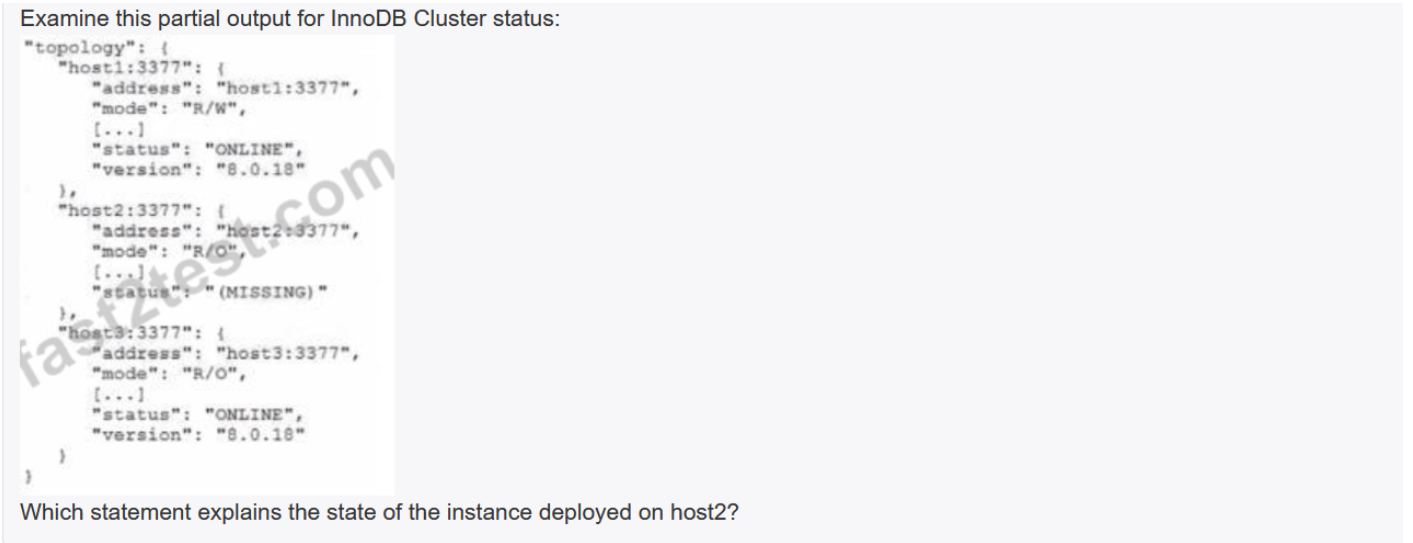 Examine this partial output for InnoDB Cluster status:
"topology": {
"host1:3377": {
"address": "host1:3377",
"mode": "R/W",
[...]
"status": "ONLINE",
"version": "8.0.18"
},
"host2:3377": {
"address": "host2:3377",
"mode": "R/O",
[...]
"status": "(MISSING)"
},
"host3:3377": {
"address": "host3:3377",
"mode": "R/O",
[...]
"status": "ONLINE",
"version": "8.0.18"
}
}
fast2test.com
Which statement explains the state of the instance deployed on host2?